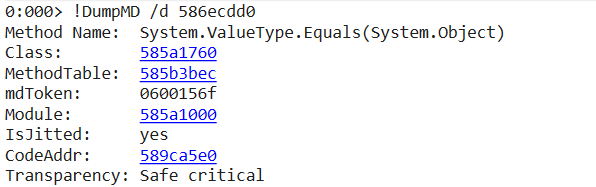 0:000> !DumpMD /d 586ecdd0
Method Name:  System.ValueType.Equals(System.Object)
Class:        585a1760
MethodTable:  585b3bec
mdToken:      0600156f
Module:       585a1000
IsJitted:     yes
CodeAddr:     589ca5e0
Transparency: Safe critical